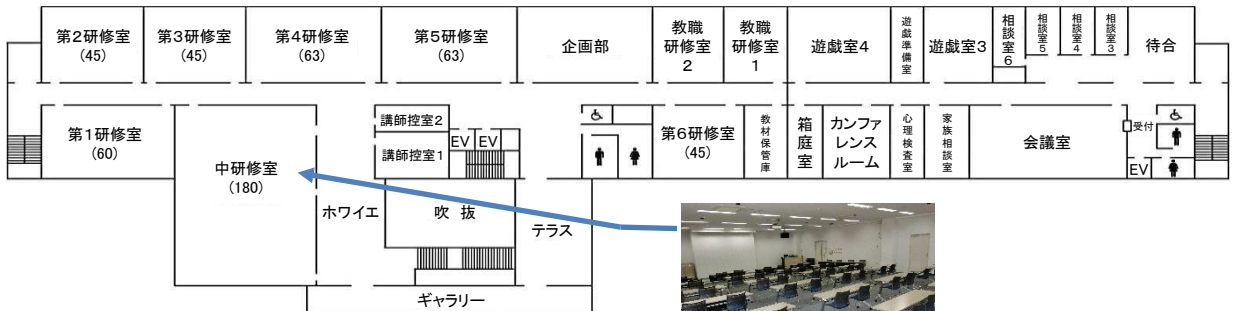 第2研修室
(45)
第3研修室
(45)
第4研修室
(63)
第5研修室
(63)
企画部
教職
研修室
2
教職
研修室
1
遊戯室4
遊戯準備室
遊戯室3
相談室6
相談室5
相談室4
相談室3
待合
第1研修室
(60)
中研修室
(180)
講師控室2
講師控室1
EV
EV
第6研修室
(45)
教材保管庫
箱庭室
カンファ
レンス
ルーム
心理検査室
家族相談室
会議室
受付
EV
ホワイエ
吹 抜
テラス
ギャラリー